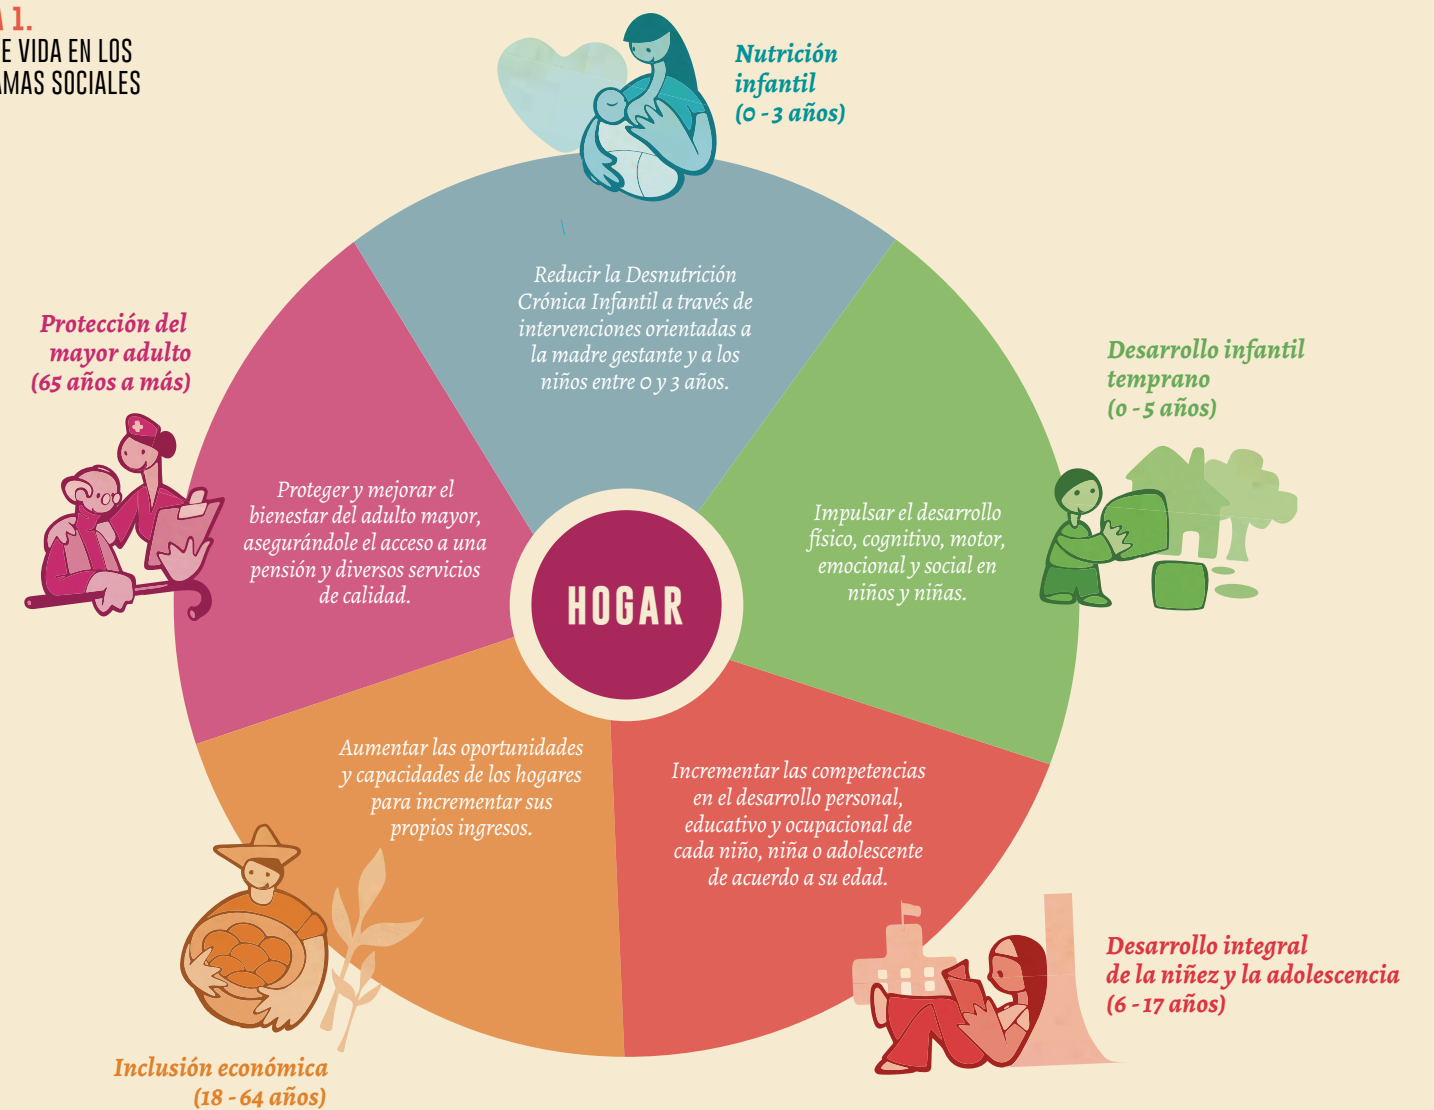 1.
E VIDA EN LOS
AMAS SOCIALES
Nutrición
infantil
(0 - 3 años)
Reducir la Desnutrición
Crónica Infantil a través de
intervenciones orientadas a
la madre gestante y a los
niños entre 0 y 3 años.
Desarrollo infantil
temprano
(0 - 5 años)
Impulsar el desarrollo
físico, cognitivo, motor,
emocional y social en
niños y niñas.
Protección del
mayor adulto
(65 años a más)
Proteger y mejorar el
bienestar del adulto mayor,
asegurándole el acceso a una
pensión y diversos servicios
de calidad.
HOGAR
Aumentar las oportunidades
y capacidades de los hogares
para incrementar sus
propios ingresos.
Incrementar las competencias
en el desarrollo personal,
educativo y ocupacional de
cada niño, niña o adolescente
de acuerdo a su edad.
Desarrollo integral
de la niñez y la adolescencia
(6 - 17 años)
Inclusión económica
(18 - 64 años)